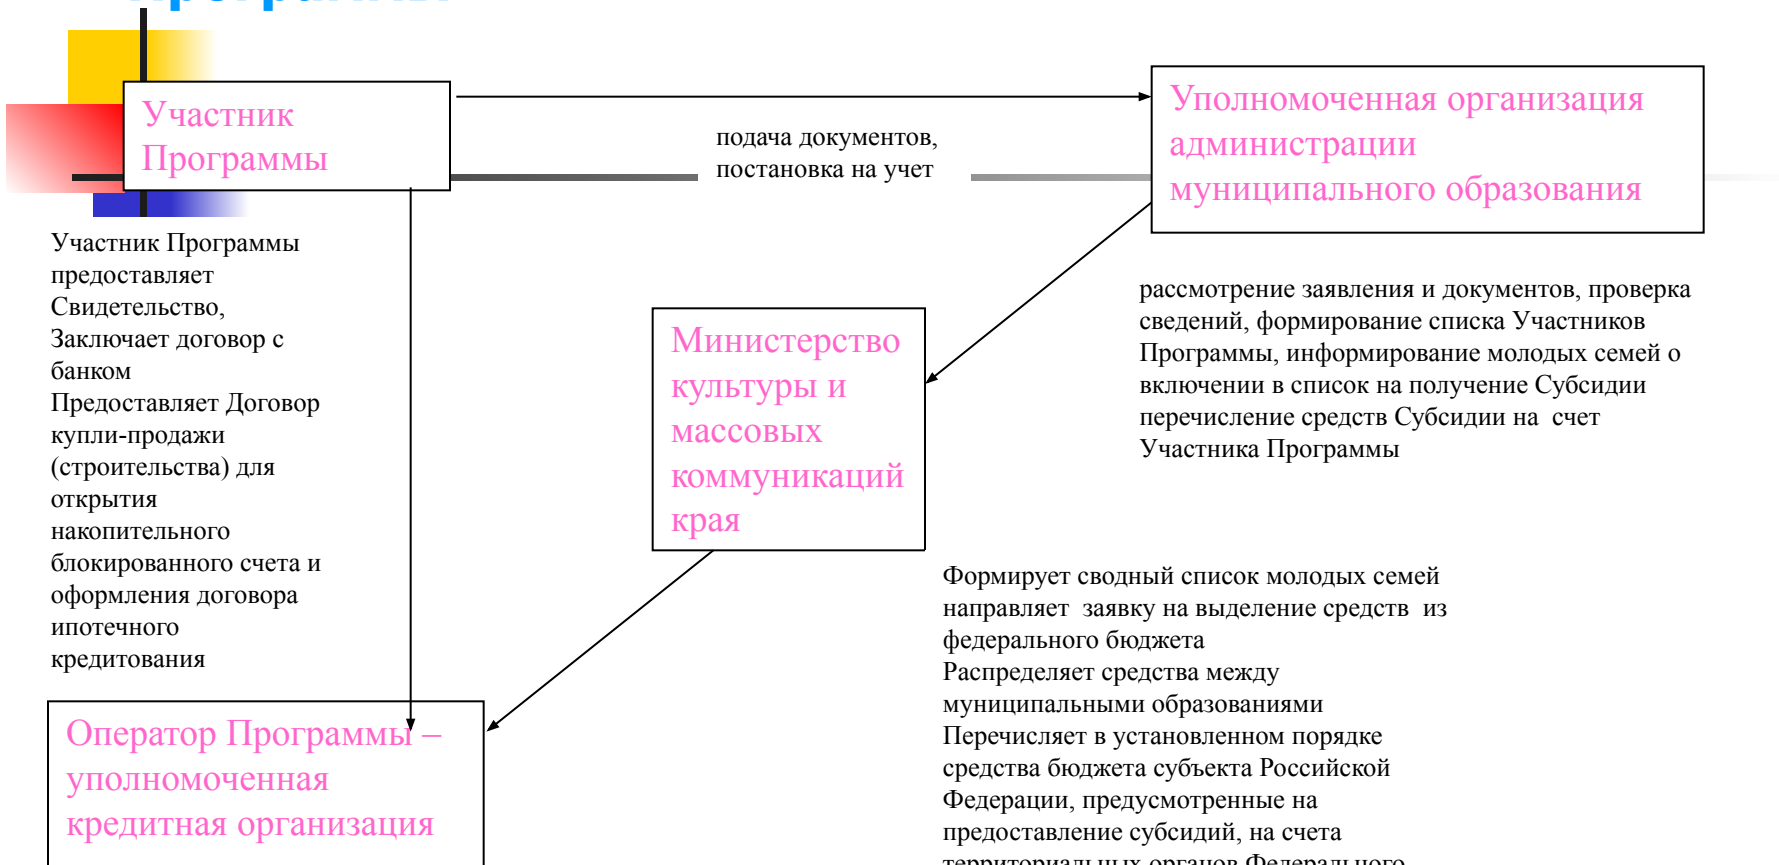 Программы
Участник
Программы
подача документов,
постановка на учет
Уполномоченная организация
администрации
муниципального образования
Участник Программы
предоставляет
Свидетельство,
Заключает договор с
банком
Предоставляет Договор
купли-продажи
(строительства) для
открытия
накопительного
блокированного счета и
оформления договора
ипотечного
кредитования
Министерство
культуры и
массовых
коммуникаций
края
рассмотрение заявления и документов, проверка
сведений, формирование списка Участников
Программы, информирование молодых семей о
включении в список на получение Субсидии
перечисление средств Субсидии на счет
Участника Программы
Оператор Программы –
уполномоченная
кредитная организация
Формирует сводный список молодых семей
направляет заявку на выделение средств из
федерального бюджета
Распределяет средства между
муниципальными образованиями
Перечисляет в установленном порядке
средства бюджета субъекта Российской
Федерации, предусмотренные на
предоставление субсидий, на счета
территориальных органов Федерального